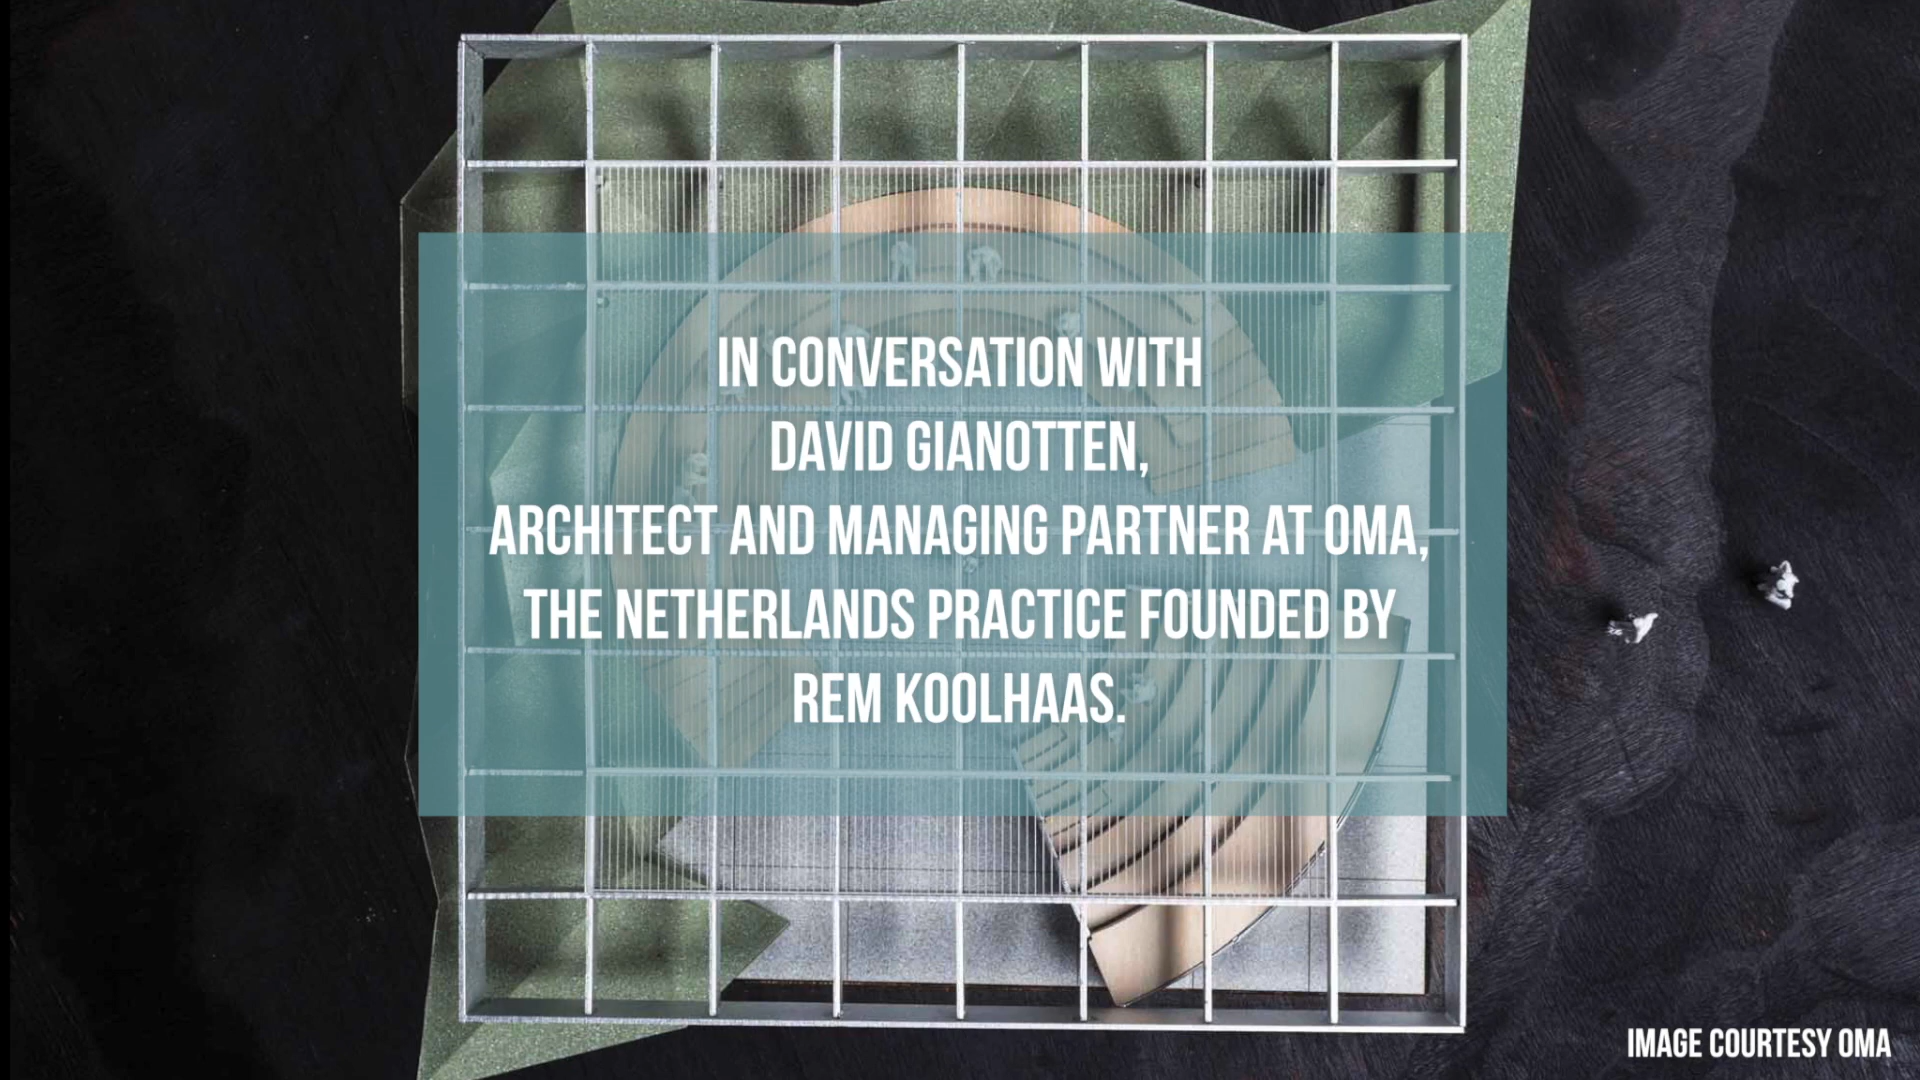 IN CONVERSATION WITH
DAVID GIANOTTEN,
ARCHITECT AND MANAGING PARTNER AT OMA,
THE NETHERLANDS PRACTICE FOUNDED BY
REM KOOLHAAS.
IMAGE COURTESY OMA